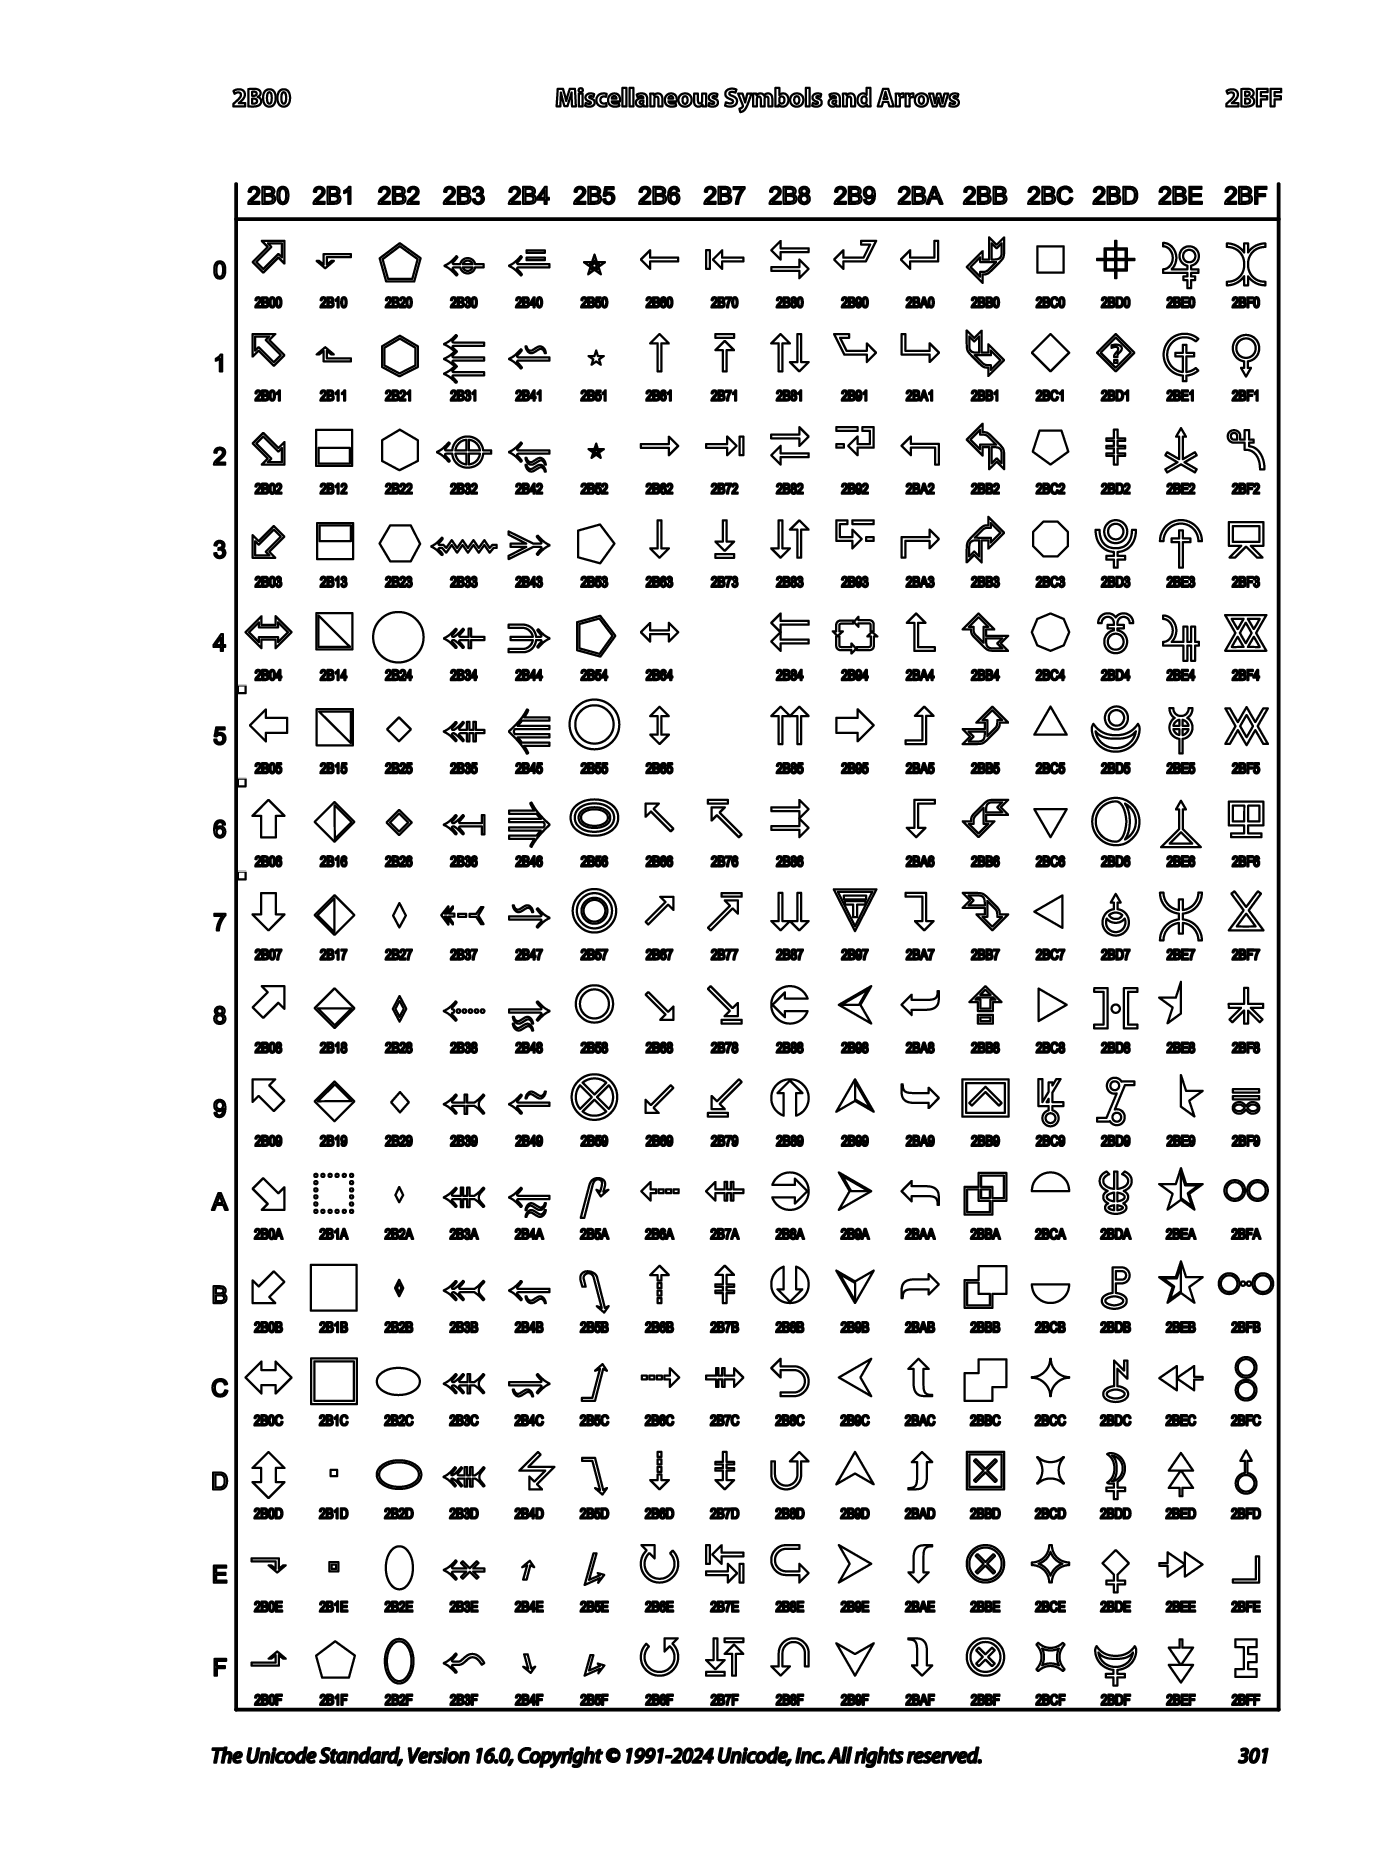 2B00 Miscellaneous Symbols and Arrows 2BFF
2B0 2B1 2B2 2B3 2B4 2B5 2B6 2B7 2B8 2B9 2BA 2BB 2BC 2BD 2BE 2BF
0
2B00 2B10 2B20 2B30 2B40 2B50 2B60 2B70 2B80 2B90 2BA0 2BB0 2BC0 2BD0 2BE0 2BF0
1
2B01 2B11 2B21 2B31 2B41 2B51 2B61 2B71 2B81 2B91 2BA1 2BB1 2BC1 2BD1 2BE1 2BF1
2
2B02 2B12 2B22 2B32 2B42 2B52 2B62 2B72 2B82 2B92 2BA2 2BB2 2BC2 2BD2 2BE2 2BF2
3
2B03 2B13 2B23 2B33 2B43 2B53 2B63 2B73 2B83 2B93 2BA3 2BB3 2BC3 2BD3 2BE3 2BF3
4
2B04 2B14 2B24 2B34 2B44 2B54 2B64 2B84 2B94 2BA4 2BB4 2BC4 2BD4 2BE4 2BF4
5
2B05 2B15 2B25 2B35 2B45 2B55 2B65 2B85 2B95 2BA5 2BB5 2BC5 2BD5 2BE5 2BF5
6
2B06 2B16 2B26 2B36 2B46 2B56 2B66 2B76 2B86 2BA6 2BB6 2BC6 2BD6 2BE6 2BF6
7
2B07 2B17 2B27 2B37 2B47 2B57 2B67 2B77 2B87 2B97 2BA7 2BB7 2BC7 2BD7 2BE7 2BF7
8
2B08 2B18 2B28 2B38 2B48 2B58 2B68 2B78 2B88 2B98 2BA8 2BB8 2BC8 2BD8 2BE8 2BF8
9
2B09 2B19 2B29 2B39 2B49 2B59 2B69 2B79 2B89 2B99 2BA9 2BB9 2BC9 2BD9 2BE9 2BF9
A
2B0A 2B1A 2B2A 2B3A 2B4A 2B5A 2B6A 2B7A 2B8A 2B9A 2BAA 2BBA 2BCA 2BDA 2BEA 2BFA
B
2B0B 2B1B 2B2B 2B3B 2B4B 2B5B 2B6B 2B7B 2B8B 2B9B 2BAB 2BBB 2BCB 2BDB 2BEB 2BFB
C
2B0C 2B1C 2B2C 2B3C 2B4C 2B5C 2B6C 2B7C 2B8C 2B9C 2BAC 2BBC 2BCC 2BDC 2BEC 2BFC
D
2B0D 2B1D 2B2D 2B3D 2B4D 2B5D 2B6D 2B7D 2B8D 2B9D 2BAD 2BBD 2BCD 2BDD 2BED 2BFD
E
2B0E 2B1E 2B2E 2B3E 2B4E 2B5E 2B6E 2B7E 2B8E 2B9E 2BAE 2BBE 2BCE 2BDE 2BEE 2BFE
F
2B0F 2B1F 2B2F 2B3F 2B4F 2B5F 2B6F 2B7F 2B8F 2B9F 2BAF 2BBF 2BCF 2BDF 2BEF 2BFF
The Unicode Standard, Version 16.0, Copyright © 1991-2024 Unicode, Inc. All rights reserved. 301